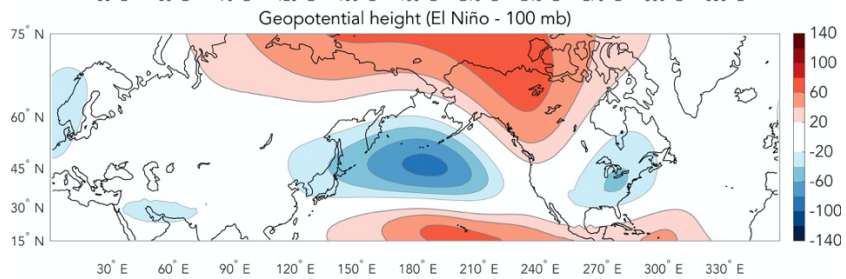 Geopotential height (El Niño - 100 mb)
75° N
60° N
45° N
30° N
15° N
30° E 60° E 90° E 120° E 150° E 180° E 210° E 240° E 270° E 300° E 330° E
140
100
60
20
-20
-60
-100
-140